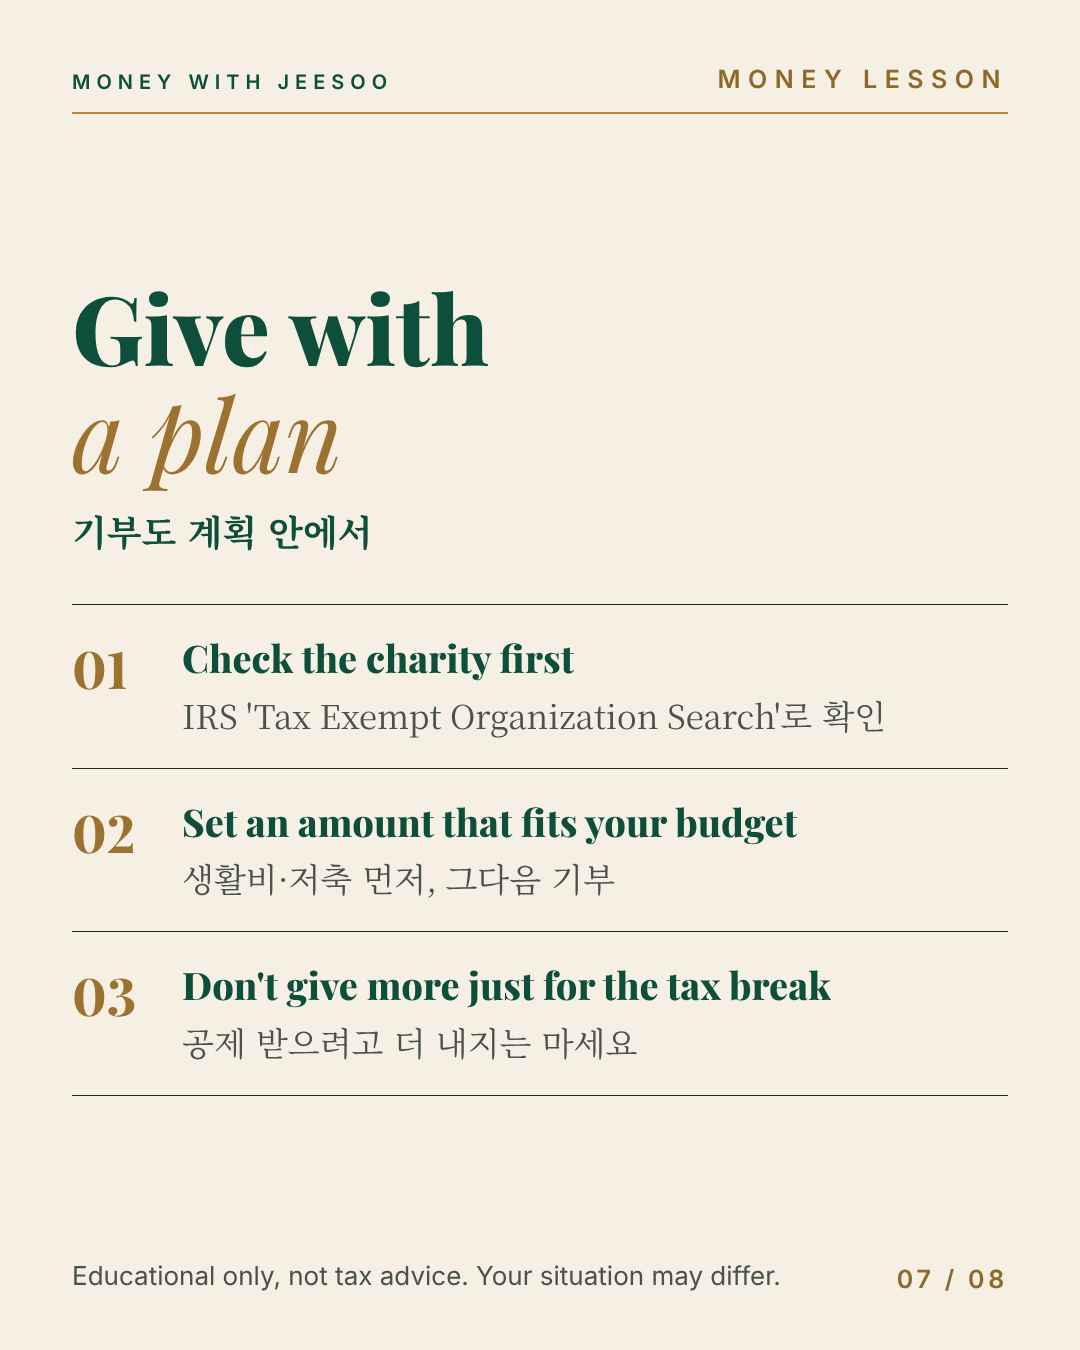 MONEY WITH JEESOO
MONEY LESSON
Give with
a plan
기부도 계획 안에서
01
Check the charity first
IRS 'Tax Exempt Organization Search'로 확인
02
Set an amount that fits your budget
생활비·저축 먼저, 그다음 기부
03
Don't give more just for the tax break
공제 받으려고 더 내지는 마세요
Educational only, not tax advice. Your situation may differ.
07 / 08